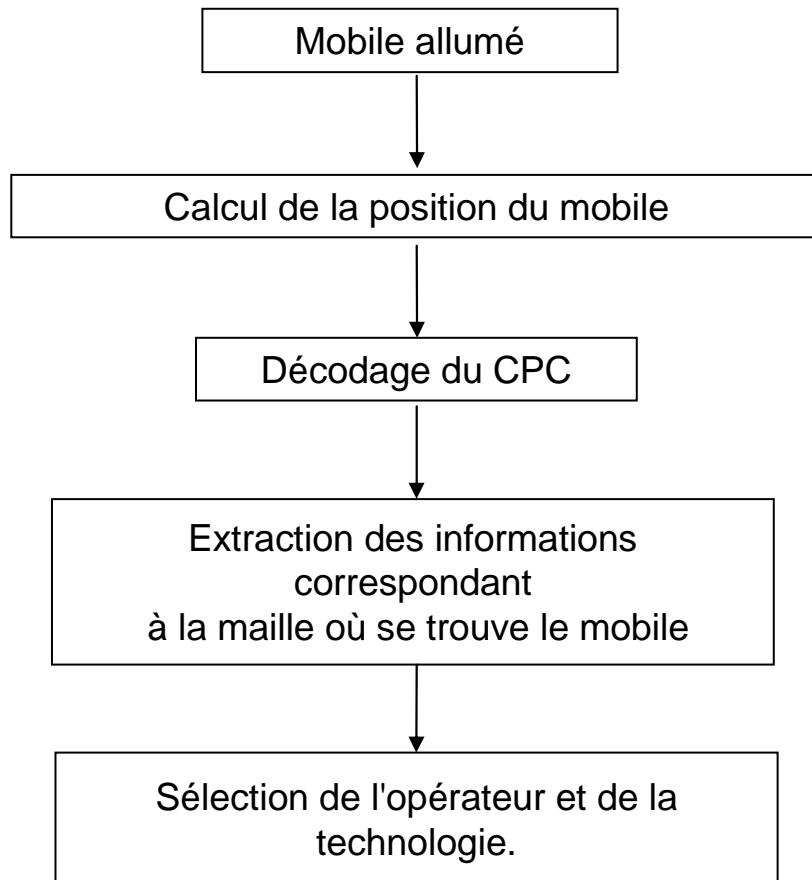 Mobile allumé
Calcul de la position du mobile
Décodage du CPC
Extraction des informations
correspondant
à la maille où se trouve le mobile
Sélection de l'opérateur et de la
technologie.